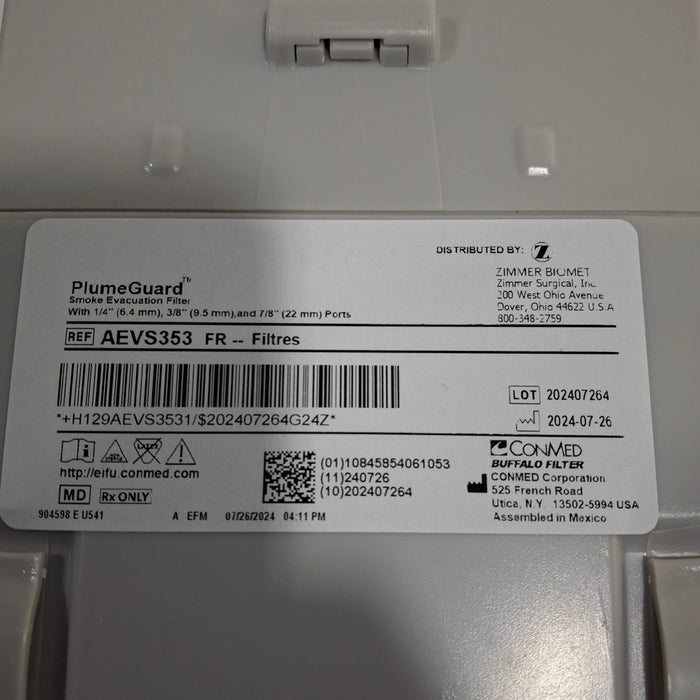 DISTRIBUTED BY: Z
ZIMMER BIOMET
Zimmer Surgical, Inc.
200 West Ohio Avenue
Dover, Ohio 44622 U.S.A
800-348-2759
PlumeGuard™
Smoke Evacuation Filter
With 1/4" (6.4 mm), 3/8" (9.5 mm),and 7/8" (22 mm) Ports
REF AEVS353 FR -- Filtres
*+H129AEVS3531/$202407264G24Z*
LOT 202407264
2024-07-26
http://eifu.conmed.com
MD Rx ONLY
(01)10845854061053
(11)240726
(10)202407264
CONMED
BUFFALO FILTER
CONMED Corporation
525 French Road
Utica, N.Y. 13502-5994 USA
Assembled in Mexico
904598 E U541 A EFM 07/26/2024 04:11 PM